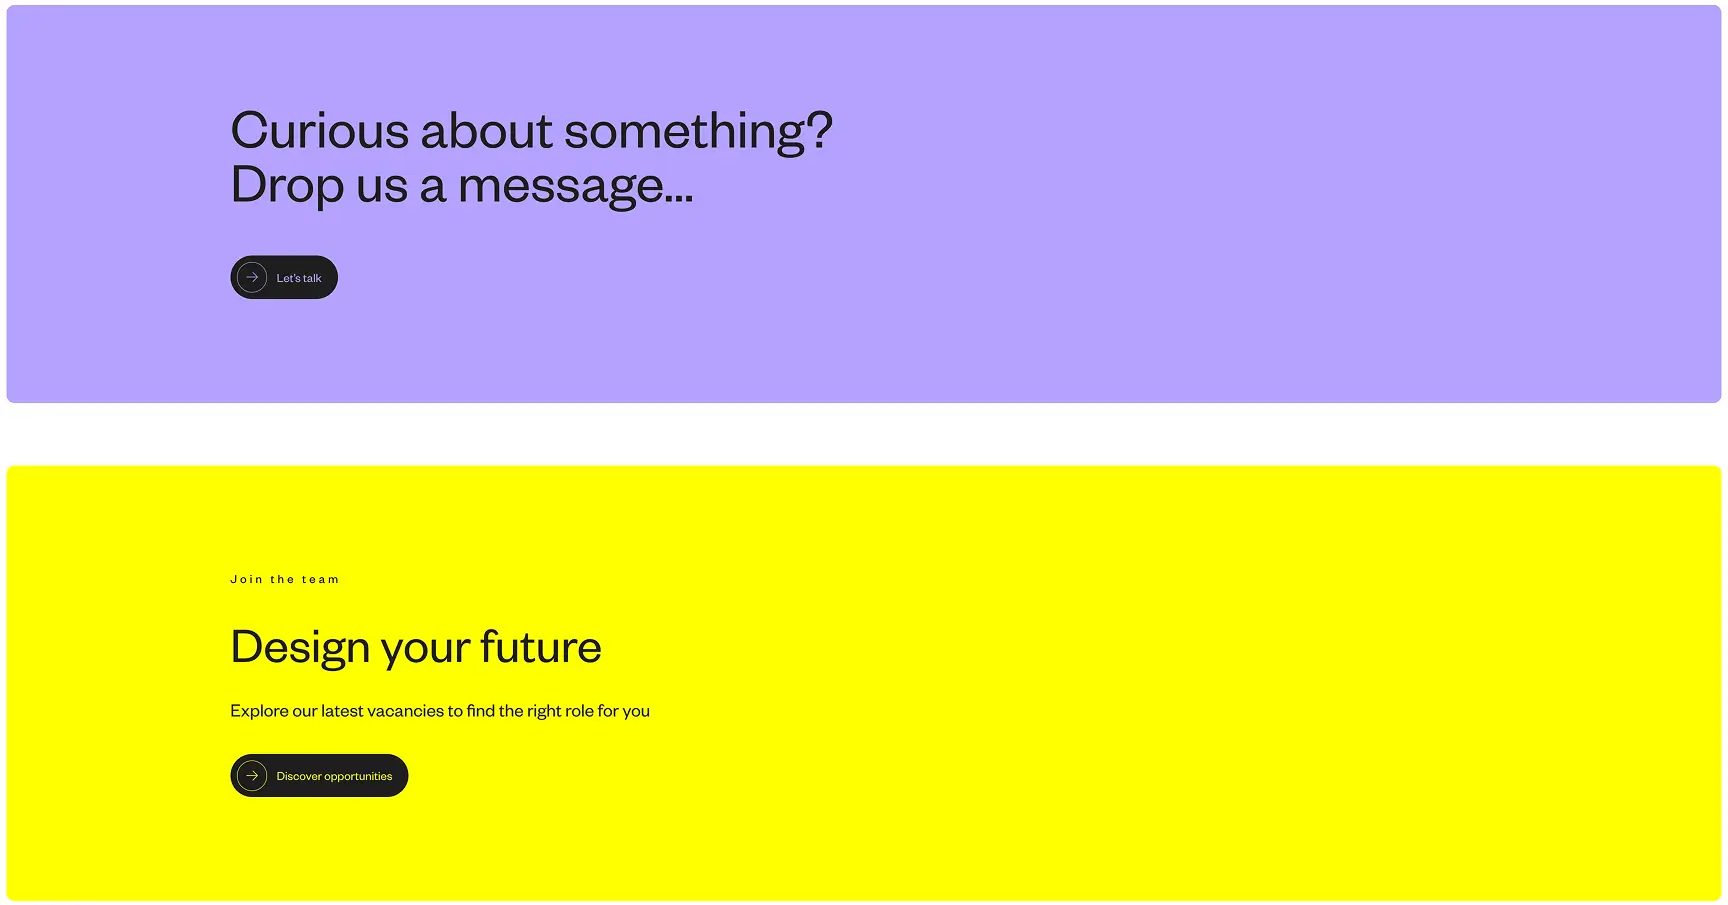 Curious about something?
Drop us a message...
Let's talk
Join the team
Design your future
Explore our latest vacancies to find the right role for you
Discover opportunities